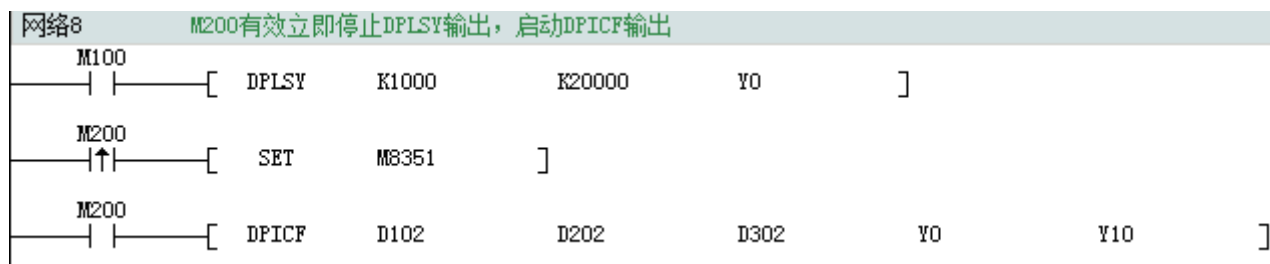 网络8 M200有效立即停止DPLSY输出，启动DPICF输出
M100
[ DPLSY K1000 K20000 Y0 ]
M200
[ SET M8351 ]
M200
[ DPICF D102 D202 D302 Y0 Y10 ]